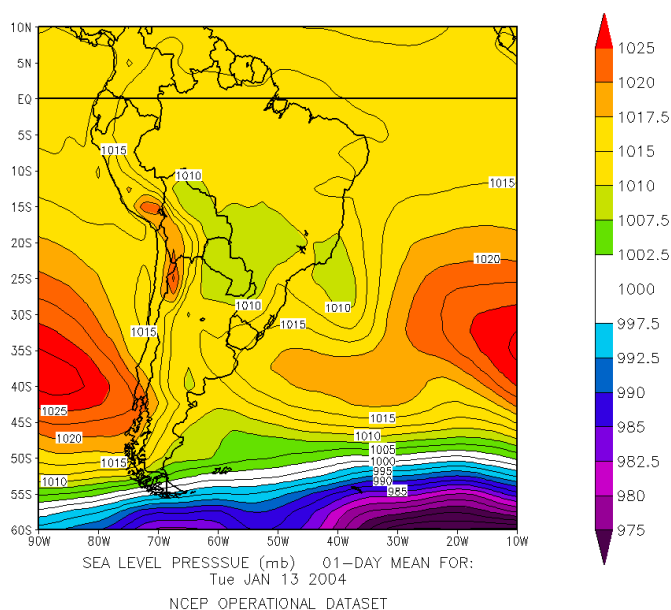 10N
5N
EQ
5S
10S
15S
20S
25S
30S
35S
40S
45S
50S
55S
60S
90W 80W 70W 60W 50W 40W 30W 20W 10W
1015
1010
1015
1020
1010
1010
1015
1015
1025
1020
1015
1010
1015
1010
1005
1000
995
990
985
1025
1020
1017.5
1015
1010
1007.5
1002.5
1000
997.5
992.5
990
985
982.5
980
975
SEA LEVEL PRESSSUE (mb) 01-DAY MEAN FOR:
Tue JAN 13 2004
NCEP OPERATIONAL DATASET